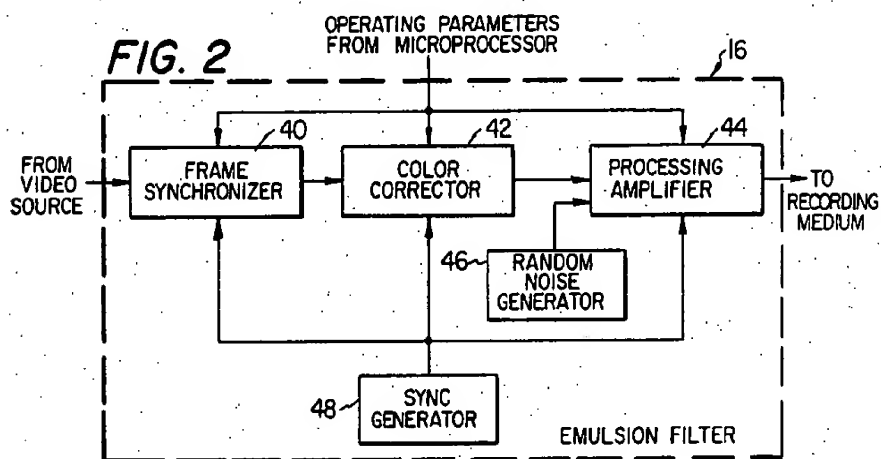 OPERATING PARAMETERS
FROM MICROPROCESSOR
FIG. 2
16
40
42
44
FROM
VIDEO
SOURCE
FRAME
SYNCHRONIZER
COLOR
CORRECTOR
PROCESSING
AMPLIFIER
TO
RECORDING
MEDIUM
46
RANDOM
NOISE
GENERATOR
48
SYNC
GENERATOR
EMULSION FILTER